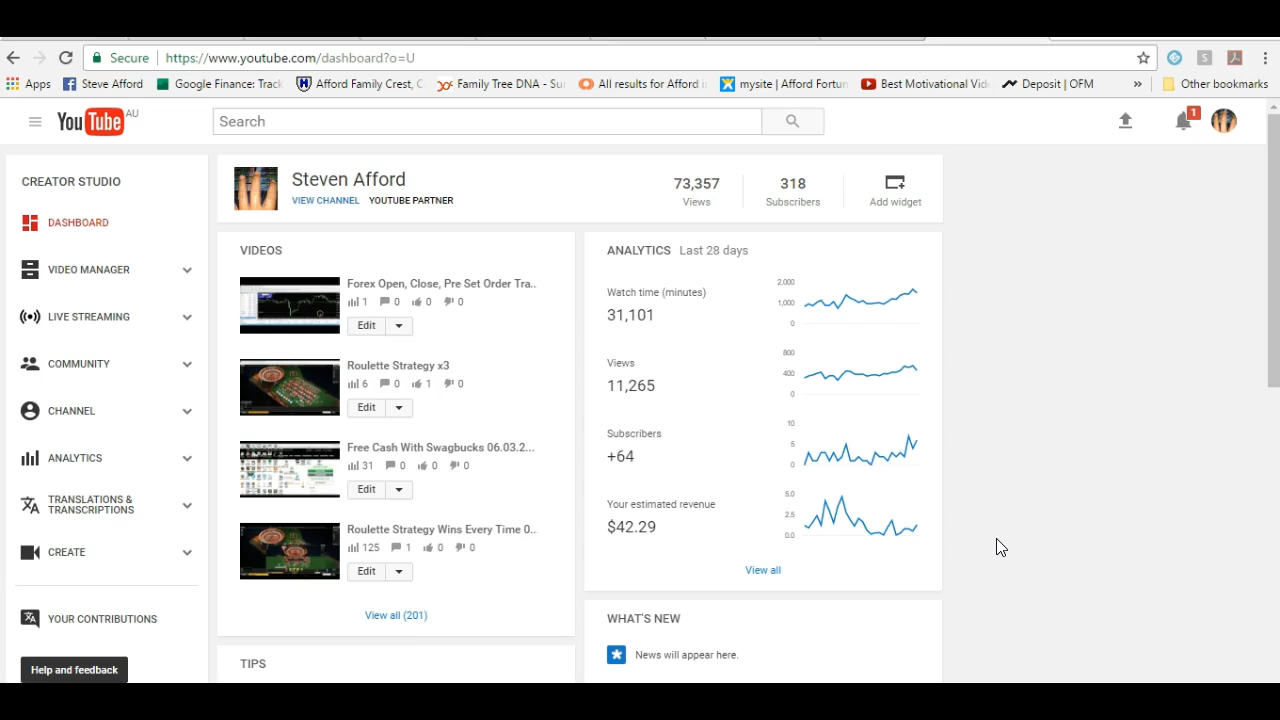 Secure https://www.youtube.com/dashboard?o=U
Apps Steve Afford Google Finance: Track Afford Family Crest, C Family Tree DNA - Su All results for Afford i mysite | Afford Fortun Best Motivational Vide Deposit | OFM » Other bookmarks
YouTube AU
Search
1
CREATOR STUDIO
DASHBOARD
VIDEO MANAGER
LIVE STREAMING
COMMUNITY
CHANNEL
ANALYTICS
TRANSLATIONS &
TRANSCRIPTIONS
CREATE
YOUR CONTRIBUTIONS
Help and feedback
Steven Afford
VIEW CHANNEL YOUTUBE PARTNER
73,357
Views
318
Subscribers
Add widget
VIDEOS
Forex Open, Close, Pre Set Order Tra..
1 0 0 0
Edit
Roulette Strategy x3
6 0 1 0
Edit
Free Cash With Swagbucks 06.03.2...
31 0 0 0
Edit
Roulette Strategy Wins Every Time 0..
125 1 0 0
Edit
View all (201)
TIPS
ANALYTICS Last 28 days
Watch time (minutes)
31,101
2,000
1,000
0
Views
11,265
800
400
0
Subscribers
+64
10
5
0
Your estimated revenue
$42.29
5.0
2.5
0.0
View all
WHAT'S NEW
News will appear here.